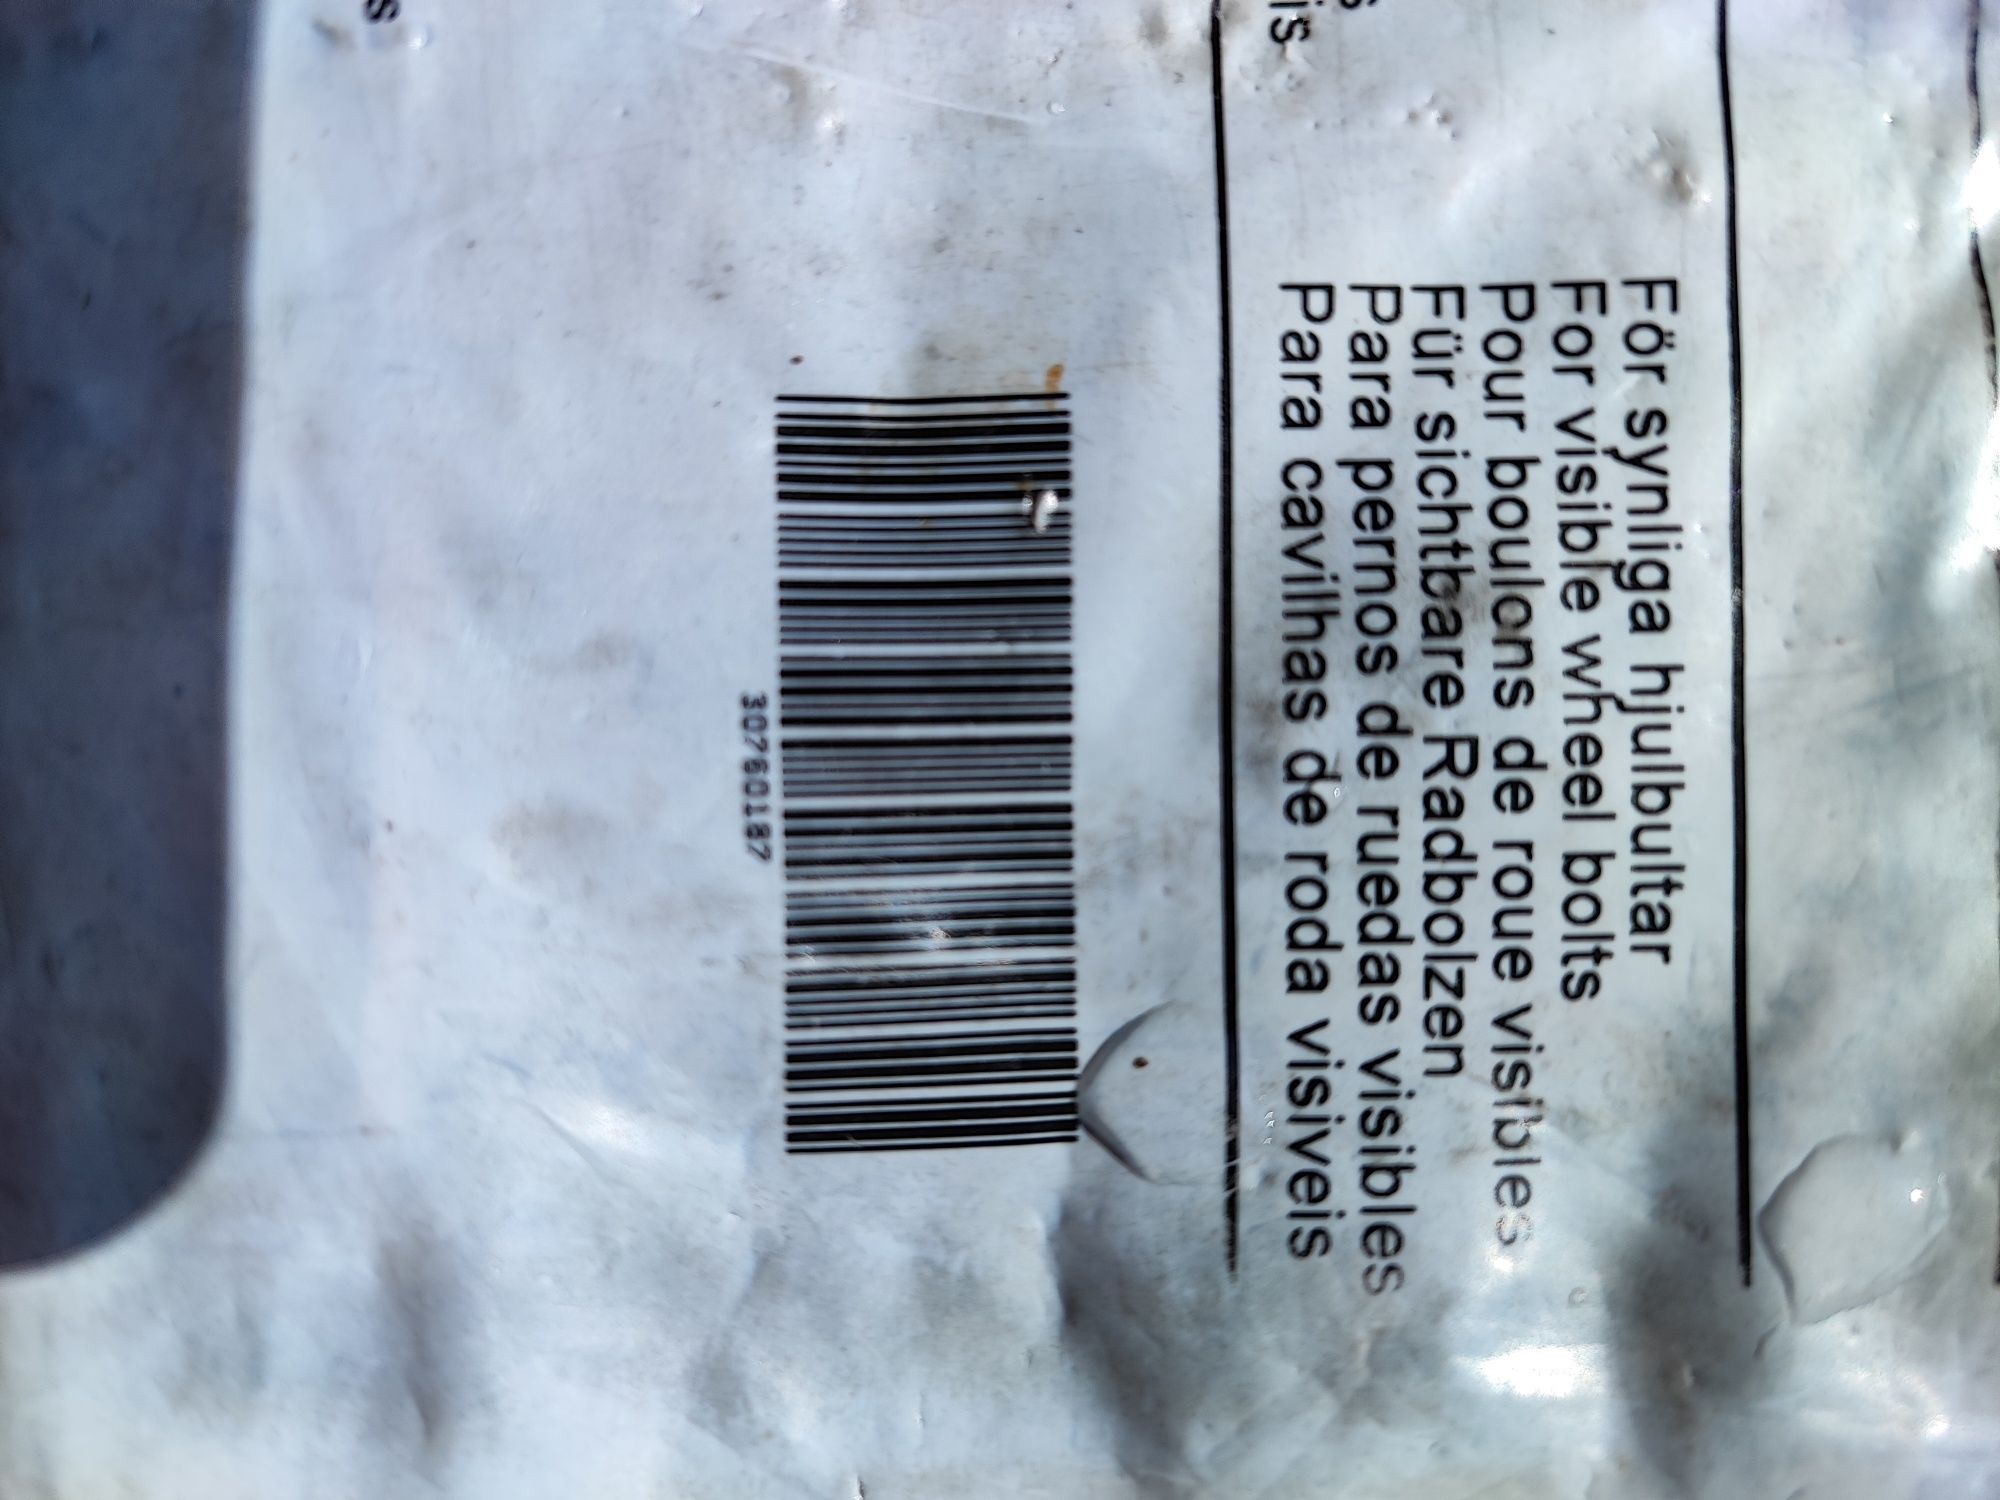 För synliga hjulbultar
For visible wheel bolts
Pour boulons de roue visibles
Für sichtbare Radbolzen
Para pernos de ruedas visibles
Para cavilhas de roda visiveis
30760187